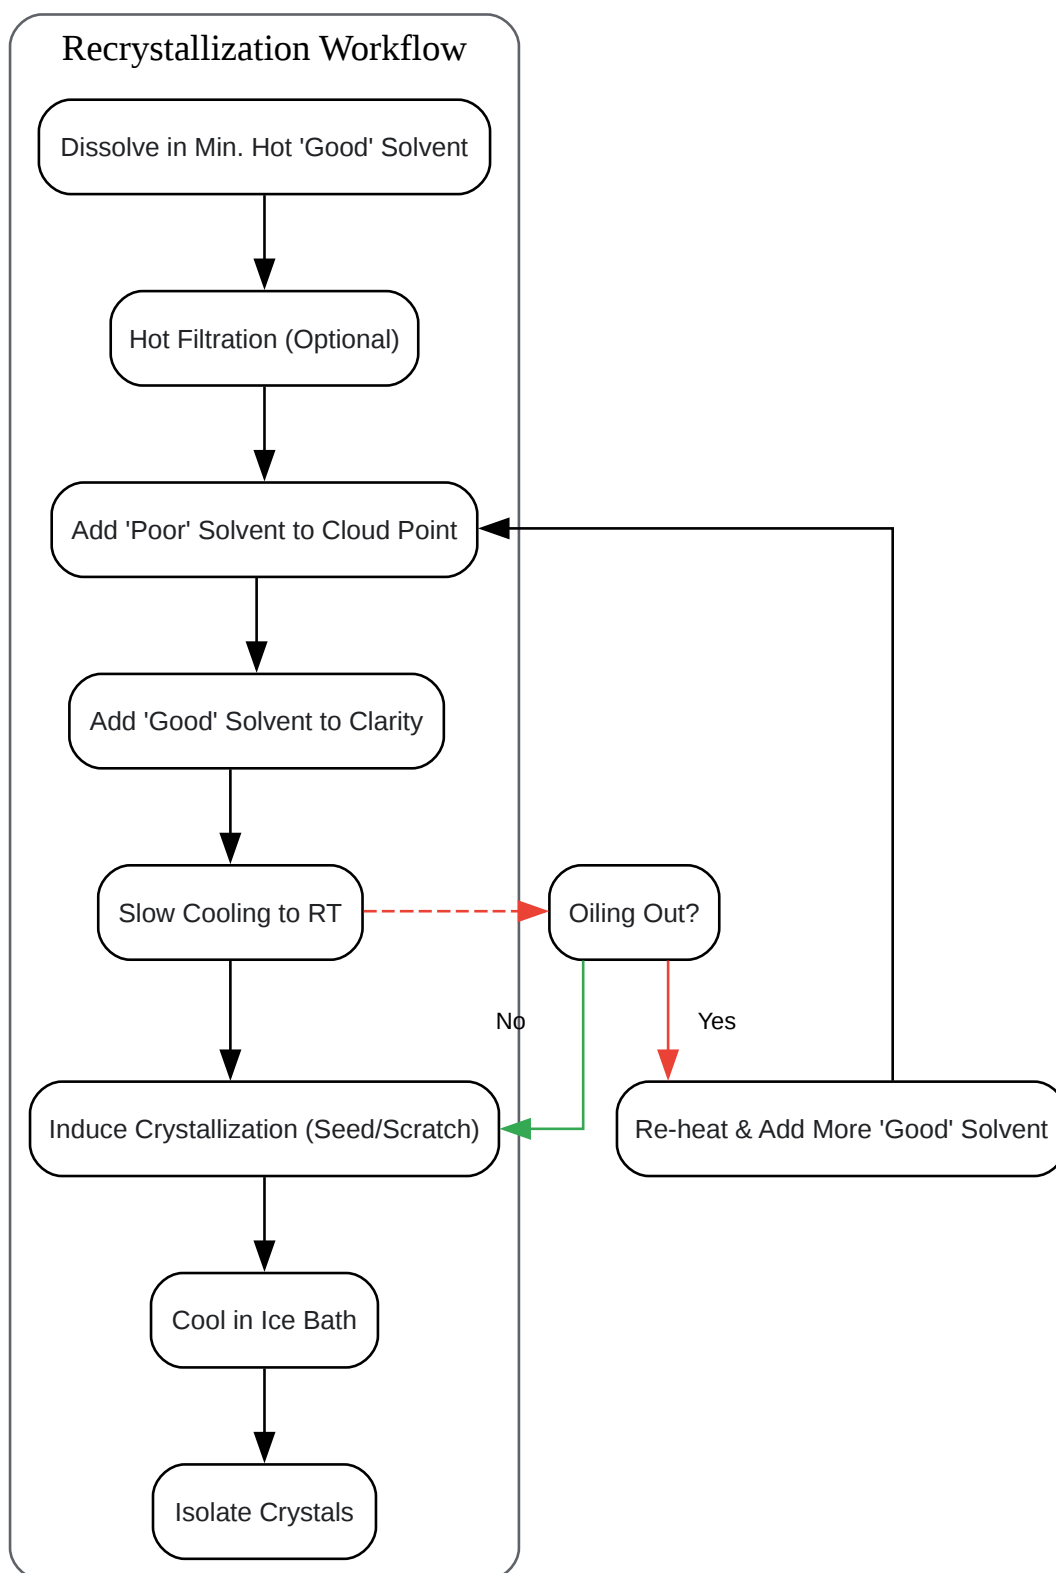 Recrystallization Workflow
Dissolve in Min. Hot 'Good' Solvent
Hot Filtration (Optional)
Add 'Poor' Solvent to Cloud Point
Add 'Good' Solvent to Clarity
Slow Cooling to RT
Oiling Out?
No
Yes
Induce Crystallization (Seed/Scratch)
Re-heat & Add More 'Good' Solvent
Cool in Ice Bath
Isolate Crystals